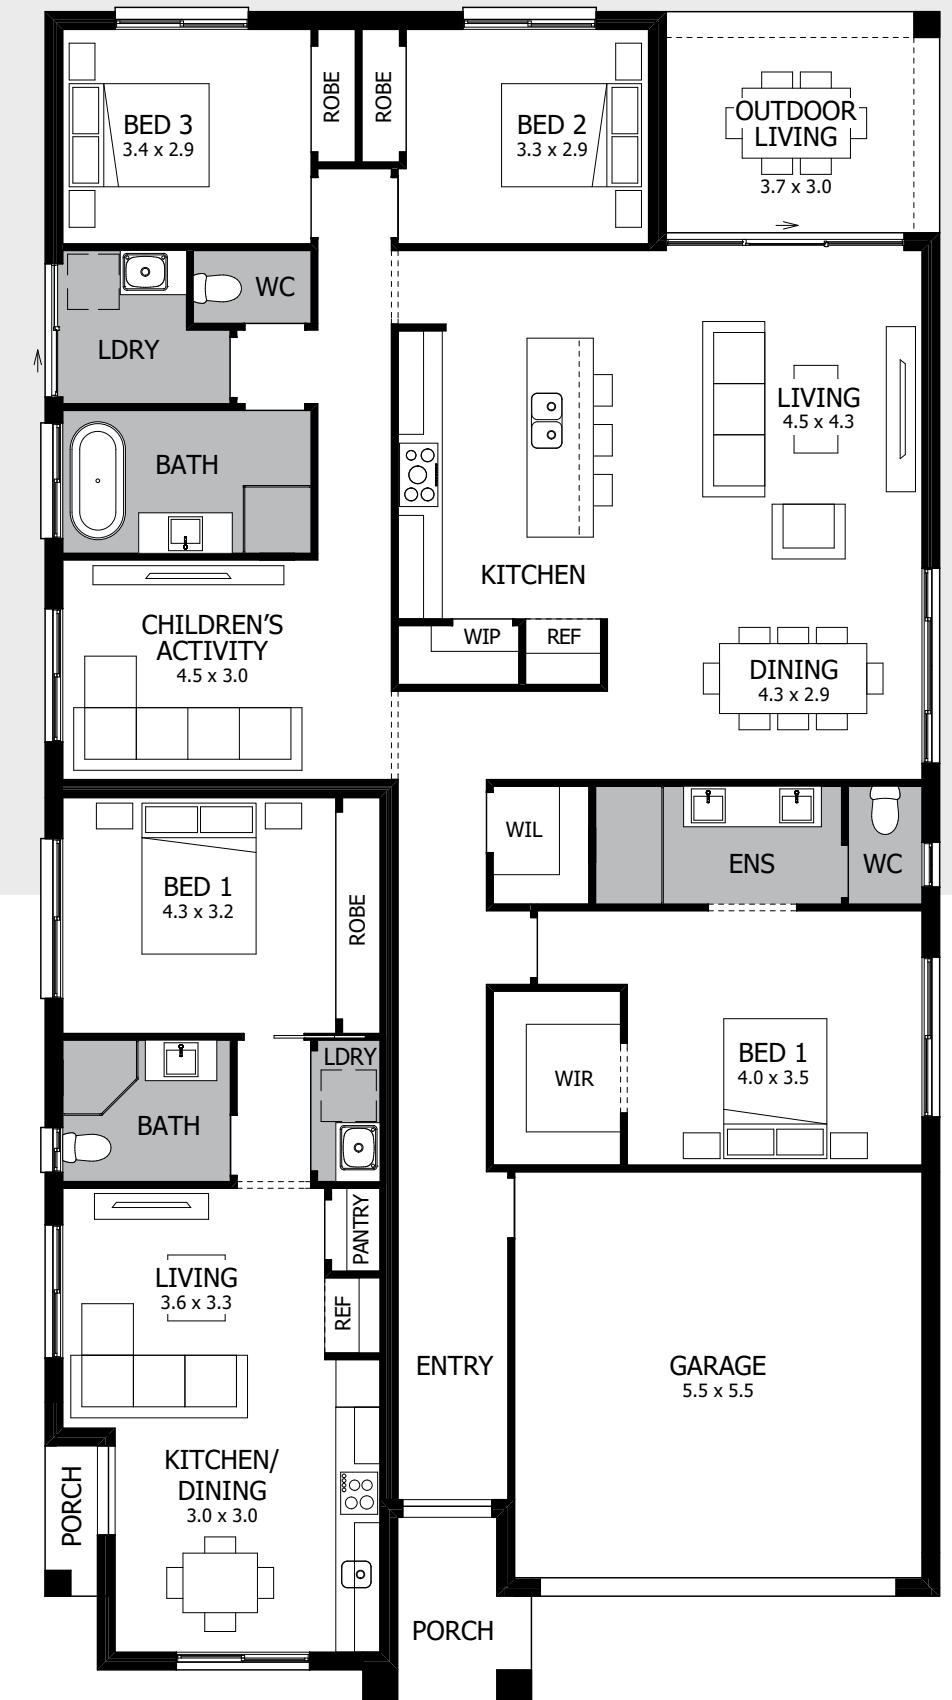 BED 3
3.4 x 2.9
ROBE
ROBE
BED 2
3.3 x 2.9
OUTDOOR
LIVING
3.7 x 3.0
WC
LDRY
BATH
LIVING
4.5 x 4.3
KITCHEN
CHILDREN'S
ACTIVITY
4.5 x 3.0
WIP
REF
DINING
4.3 x 2.9
BED 1
4.3 x 3.2
ROBE
WIL
ENS
WC
LDRY
BATH
WIR
BED 1
4.0 x 3.5
PANTRY
LIVING
3.6 x 3.3
REF
ENTRY
GARAGE
5.5 x 5.5
KITCHEN/
DINING
3.0 x 3.0
PORCH
PORCH